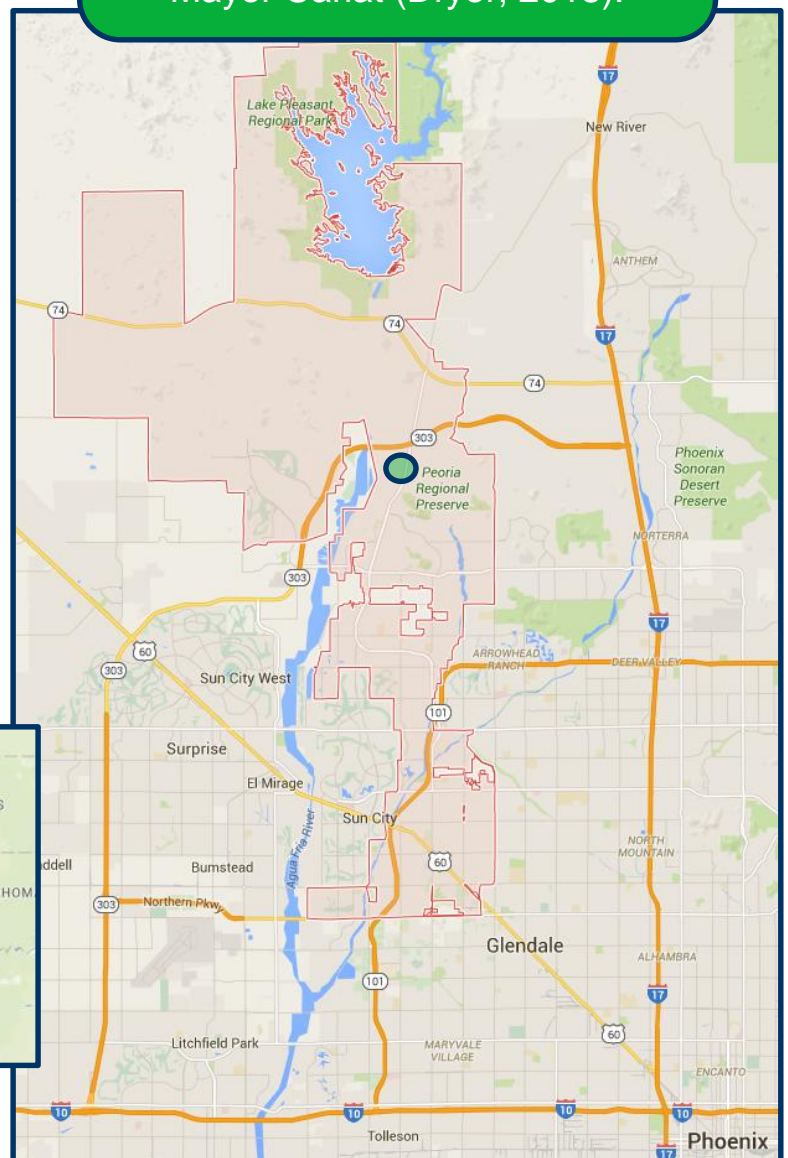 Lake Pleasant
Regional Park
17
New River
ANTHEM
74
74
17
74
303
Peoria
Regional
Preserve
Phoenix
Sonoran
Desert
Preserve
NORTERRA
303
17
60
303
Sun City West
ARROWHEAD
RANCH
DEER VALLEY
101
Surprise
El Mirage
Sun City
Agua Fria River
60
NORTH
MOUNTAIN
Bumstead
303
Northern Pkwy
Glendale
ALHAMBRA
101
17
60
Litchfield Park
MARYVALE
VILLAGE
ENCANTO
10
10
10
10
Tolleson
Phoenix
17